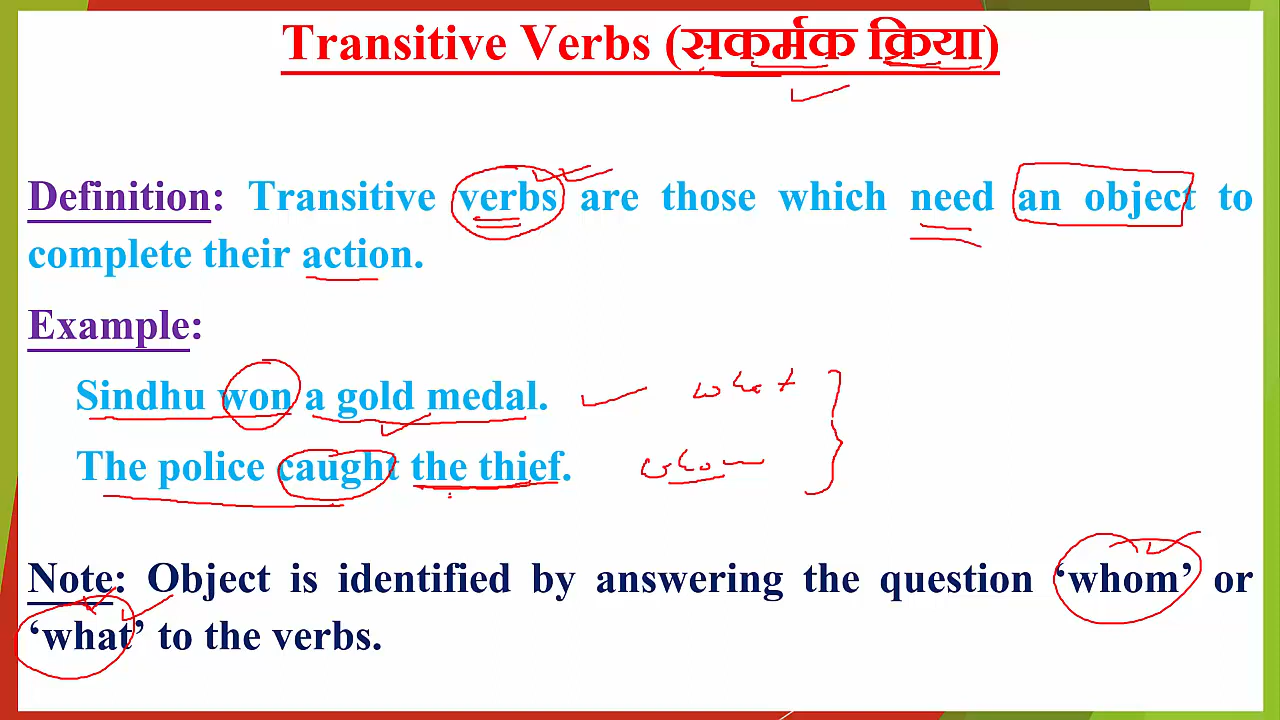 Transitive Verbs (सकर्मक क्रिया)
Definition: Transitive verbs are those which need an object to
complete their action.
Example:
Sindhu won a gold medal. what
The police caught the thief. whom
Note: Object is identified by answering the question ‘whom’ or
‘what’ to the verbs.